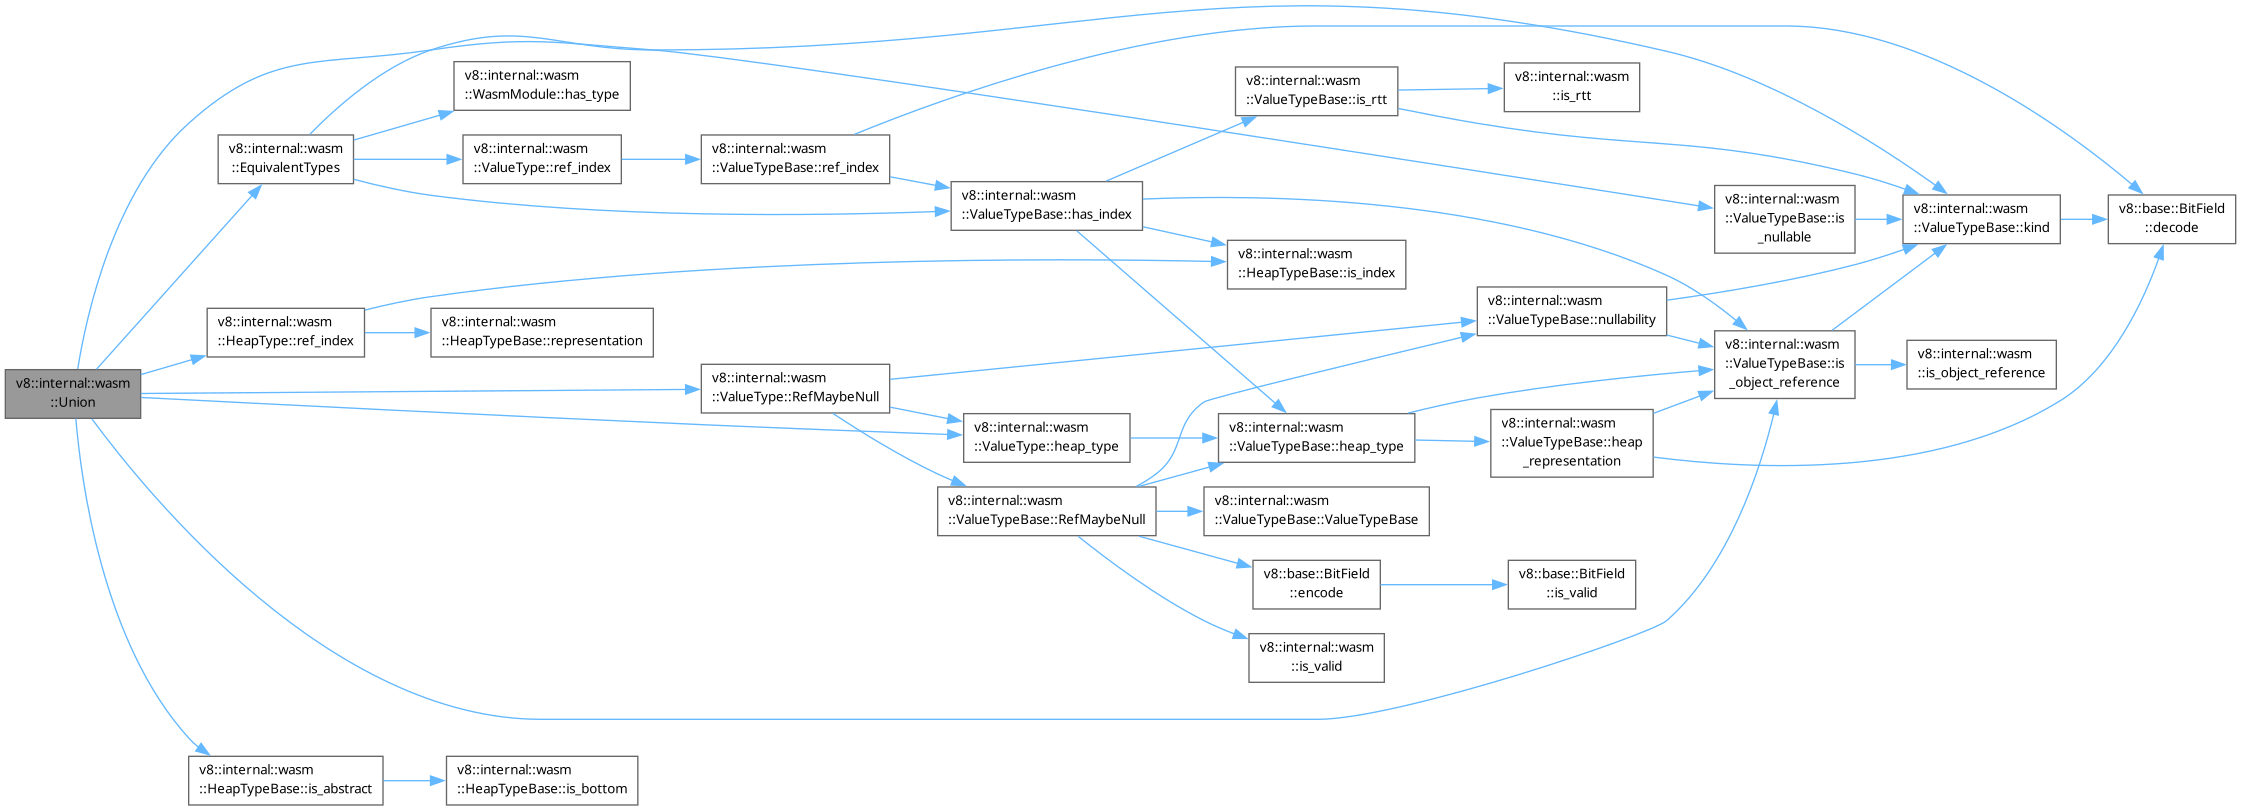 v8::internal::wasm
::Union
v8::internal::wasm
::EquivalentTypes
v8::internal::wasm
::HeapType::ref_index
v8::internal::wasm
::HeapTypeBase::is_abstract
v8::internal::wasm
::WasmModule::has_type
v8::internal::wasm
::ValueType::ref_index
v8::internal::wasm
::HeapTypeBase::representation
v8::internal::wasm
::HeapTypeBase::is_bottom
v8::internal::wasm
::ValueTypeBase::ref_index
v8::internal::wasm
::ValueType::RefMaybeNull
v8::internal::wasm
::ValueTypeBase::has_index
v8::internal::wasm
::ValueType::heap_type
v8::internal::wasm
::ValueTypeBase::RefMaybeNull
v8::internal::wasm
::ValueTypeBase::is_rtt
v8::internal::wasm
::HeapTypeBase::is_index
v8::internal::wasm
::ValueTypeBase::heap_type
v8::internal::wasm
::ValueTypeBase::ValueTypeBase
v8::base::BitField
::encode
v8::internal::wasm
::is_valid
v8::internal::wasm
::is_rtt
v8::internal::wasm
::ValueTypeBase::nullability
v8::internal::wasm
::ValueTypeBase::heap
_representation
v8::base::BitField
::is_valid
v8::internal::wasm
::ValueTypeBase::is
_nullable
v8::internal::wasm
::ValueTypeBase::is
_object_reference
v8::internal::wasm
::ValueTypeBase::kind
v8::internal::wasm
::is_object_reference
v8::base::BitField
::decode